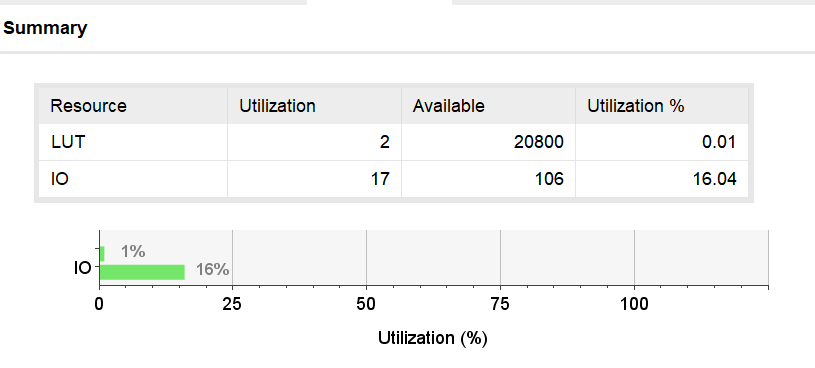 Summary
Resource Utilization Available Utilization %
LUT 2 20800 0.01
IO 17 106 16.04
1%
IO 16%
0 25 50 75 100
Utilization (%)